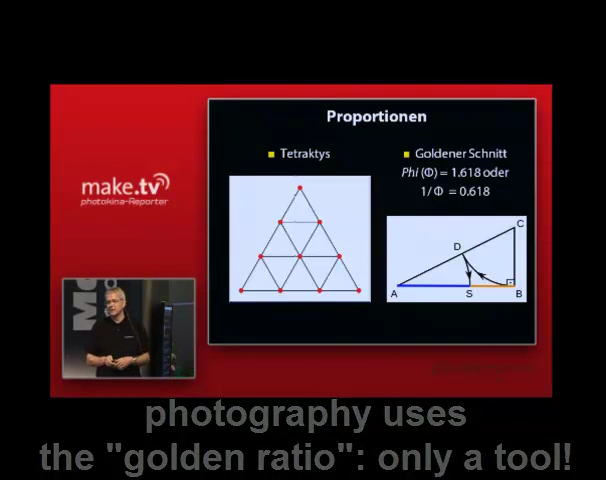 Proportionen
Tetraktys
Goldener Schnitt
Phi (Φ) = 1.618 oder
1/Φ = 0.618
make.tv
photokina-Reporter
C
D
A
S
B
photography uses
the "golden ratio": only a tool!